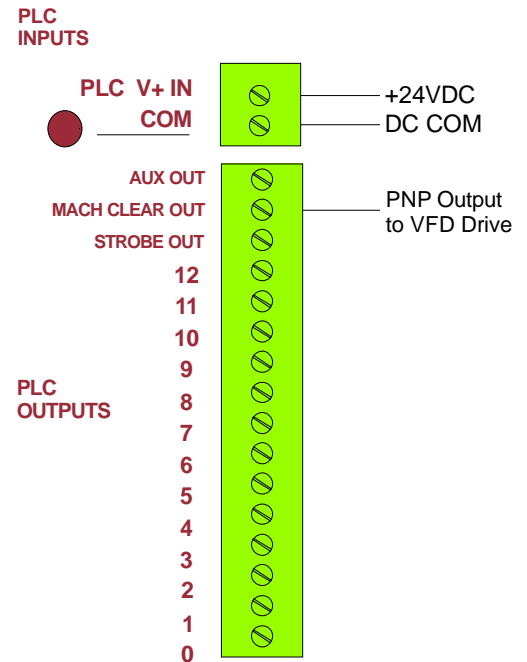 PLC
INPUTS
PLC V+ IN
+24VDC
COM
DC COM
AUX OUT
MACH CLEAR OUT
PNP Output
to VFD Drive
STROBE OUT
12
11
10
9
PLC
OUTPUTS
8
7
6
5
4
3
2
1
0